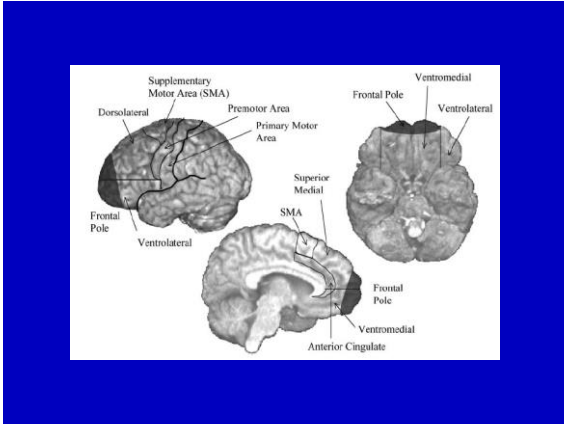 Supplementary
Motor Area (SMA)
Dorsolateral
Premotor Area
Primary Motor
Area
Frontal
Pole
Ventrolateral
Ventromedial
Frontal Pole
Ventrolateral
Superior
Medial
SMA
Frontal
Pole
Ventromedial
Anterior Cingulate